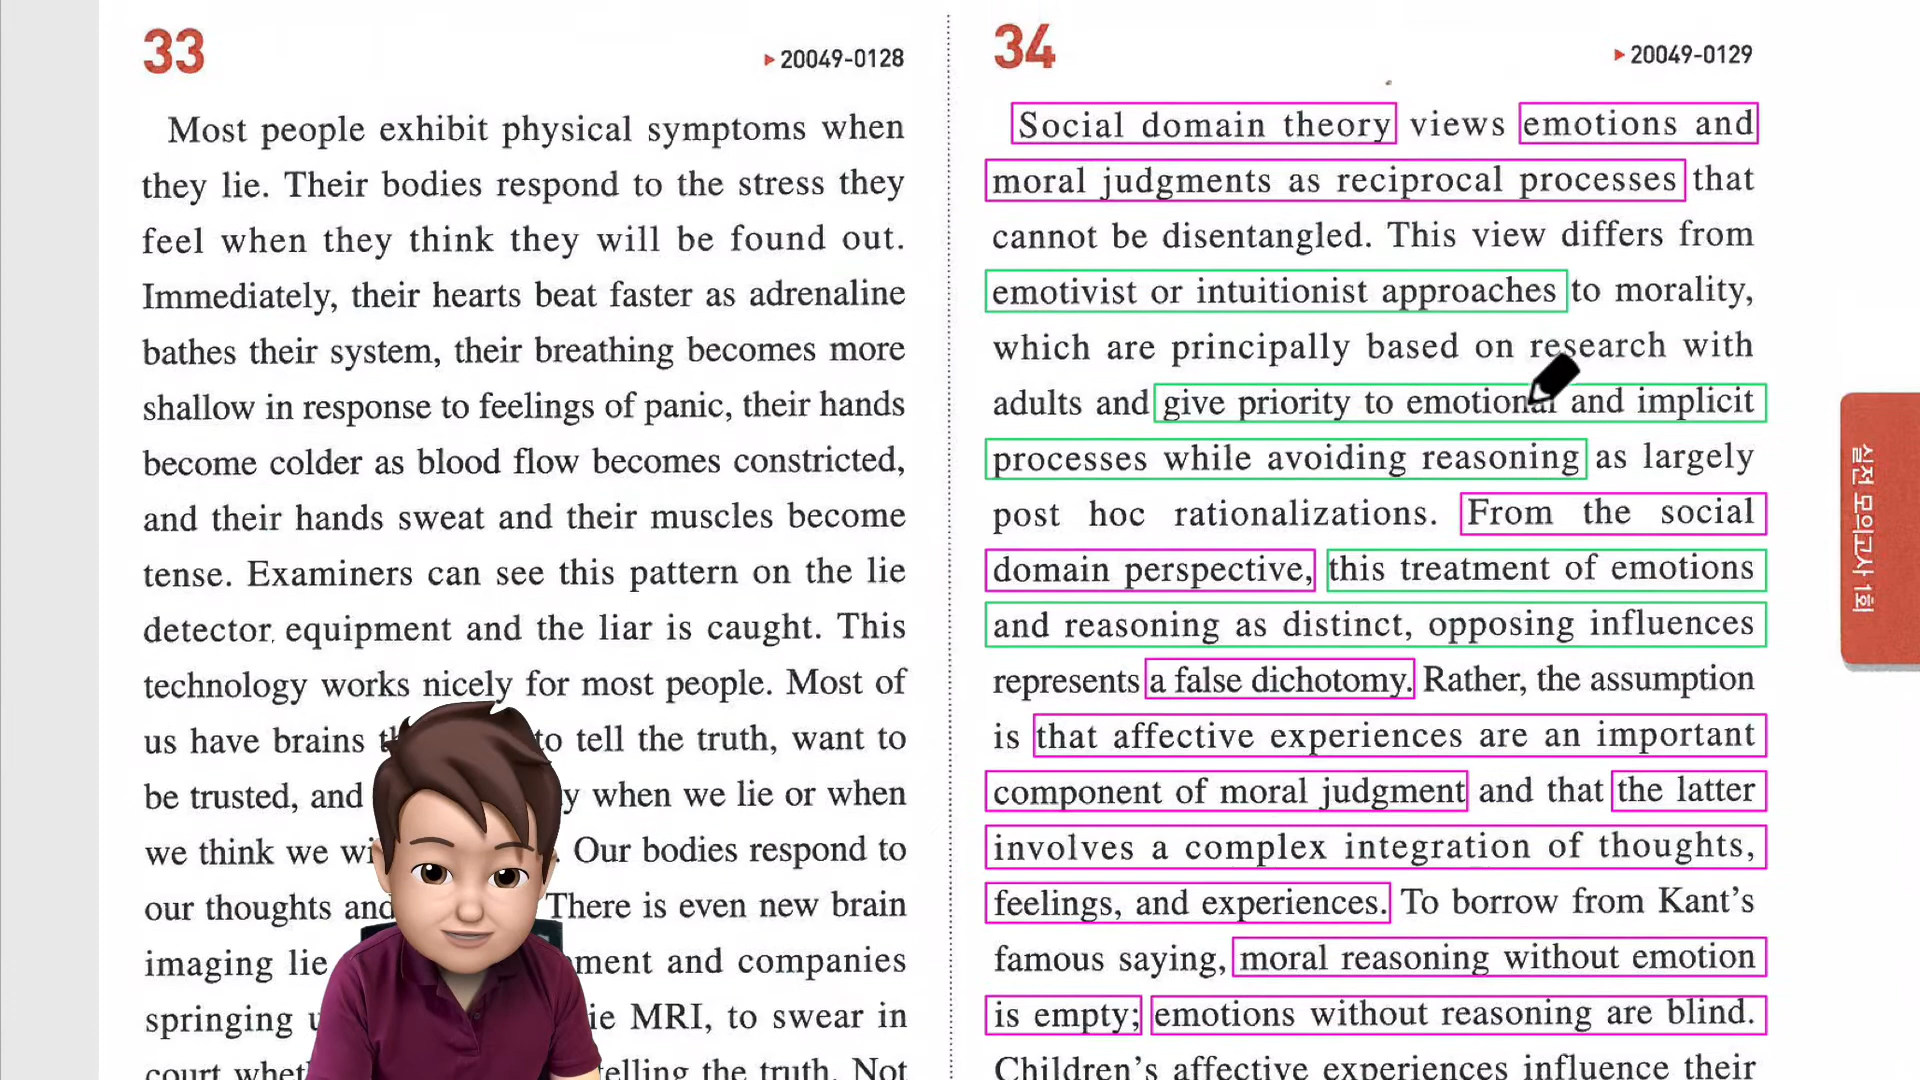 33
▸20049-0128
Most people exhibit physical symptoms when
they lie. Their bodies respond to the stress they
feel when they think they will be found out.
Immediately, their hearts beat faster as adrenaline
bathes their system, their breathing becomes more
shallow in response to feelings of panic, their hands
become colder as blood flow becomes constricted,
and their hands sweat and their muscles become
tense. Examiners can see this pattern on the lie
detector equipment and the liar is caught. This
technology works nicely for most people. Most of
us have brains to tell the truth, want to
be trusted, and when we lie or when
we think we Our bodies respond to
our thoughts and There is even new brain
imaging lie and companies
springing MRI, to swear in
court telling the truth. Not
34
▸20049-0129
Social domain theory views emotions and
moral judgments as reciprocal processes that
cannot be disentangled. This view differs from
emotivist or intuitionist approaches to morality,
which are principally based on research with
adults and give priority to emotional and implicit
processes while avoiding reasoning as largely
post hoc rationalizations. From the social
domain perspective, this treatment of emotions
and reasoning as distinct, opposing influences
represents a false dichotomy. Rather, the assumption
is that affective experiences are an important
component of moral judgment and that the latter
involves a complex integration of thoughts,
feelings, and experiences. To borrow from Kant's
famous saying, moral reasoning without emotion
is empty; emotions without reasoning are blind.
Children's affective experiences influence their
실전 모의고사 1회